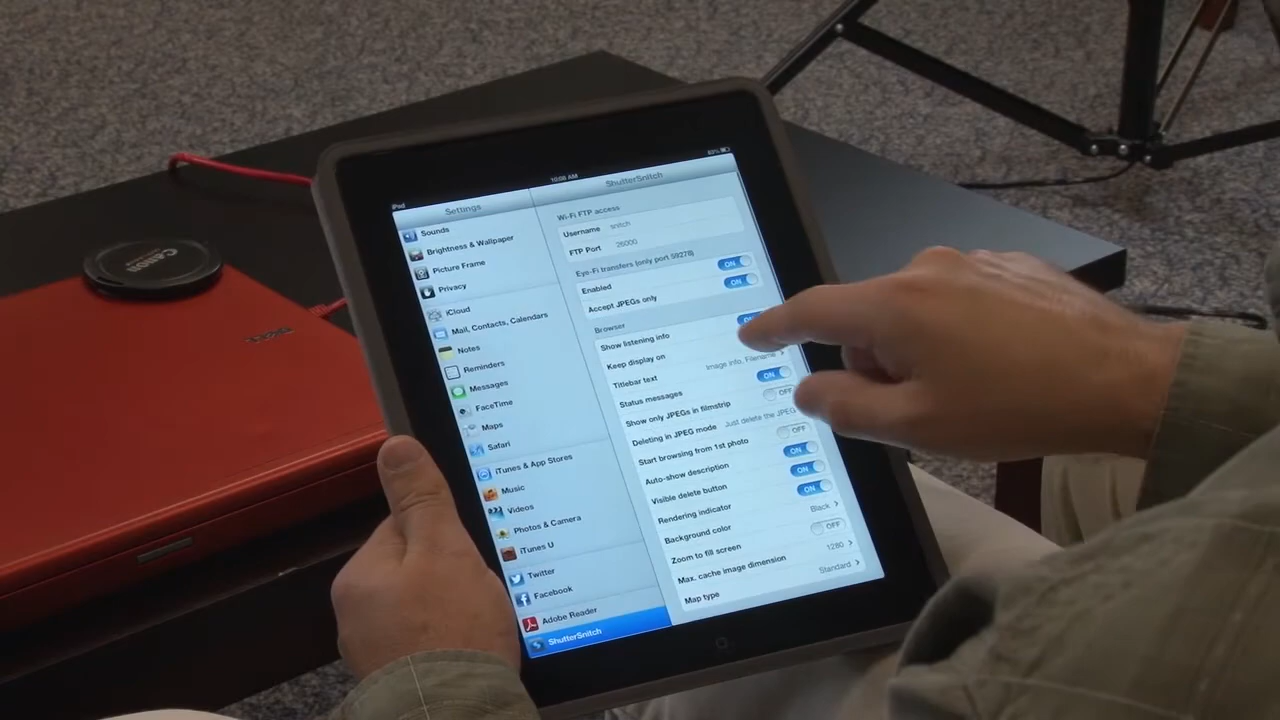 iPod
10:08 AM
83%
Settings
Sounds
Brightness & Wallpaper
Picture Frame
Privacy
iCloud
Mail, Contacts, Calendars
Notes
Reminders
Messages
FaceTime
Maps
Safari
iTunes & App Stores
Music
Videos
Photos & Camera
iTunes U
Twitter
Facebook
Adobe Reader
ShutterSnitch
ShutterSnitch
Wi-Fi FTP access
Username snitch
FTP Port 26000
Eye-Fi transfers (only port 59278)
Enabled ON
Accept JPEGs only ON
Browser
Show listening info
Keep display on
Titlebar text Image info, Filename
Status messages ON
Show only JPEGs in filmstrip OFF
Deleting in JPEG mode Just delete the JPEG
Start browsing from 1st photo OFF
Auto-show description ON
Visible delete button ON
Rendering indicator ON
Background color Black
Zoom to fill screen OFF
Max. cache image dimension 1280
Map type Standard
Canon
DELL